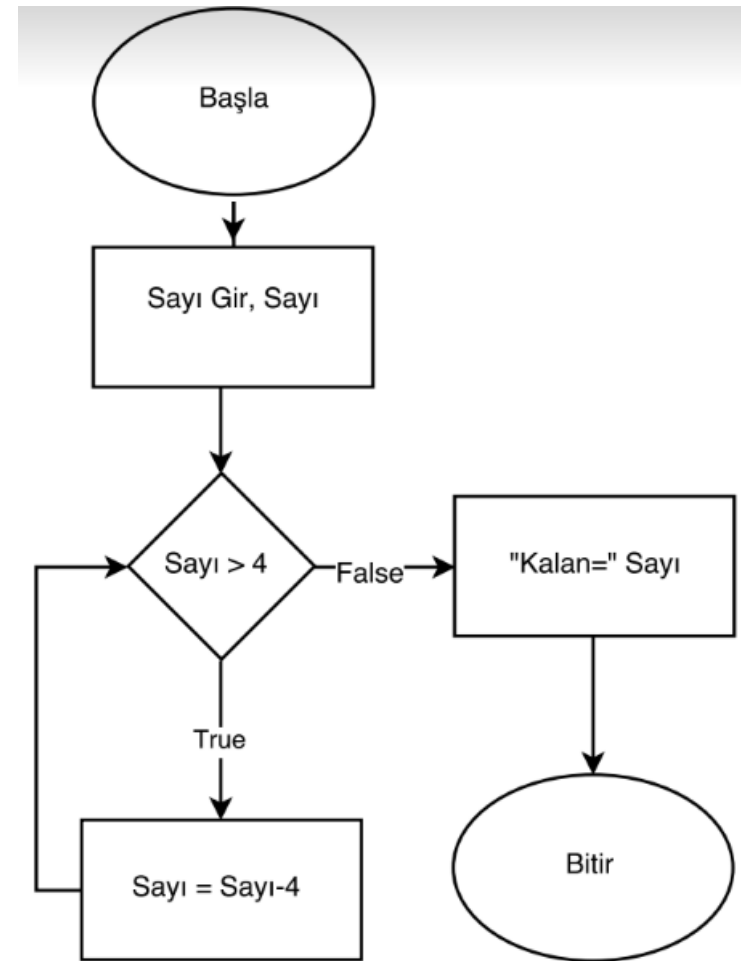 Başla
Sayı Gir, Sayı
Sayı > 4
False
"Kalan=" Sayı
True
Sayı = Sayı-4
Bitir